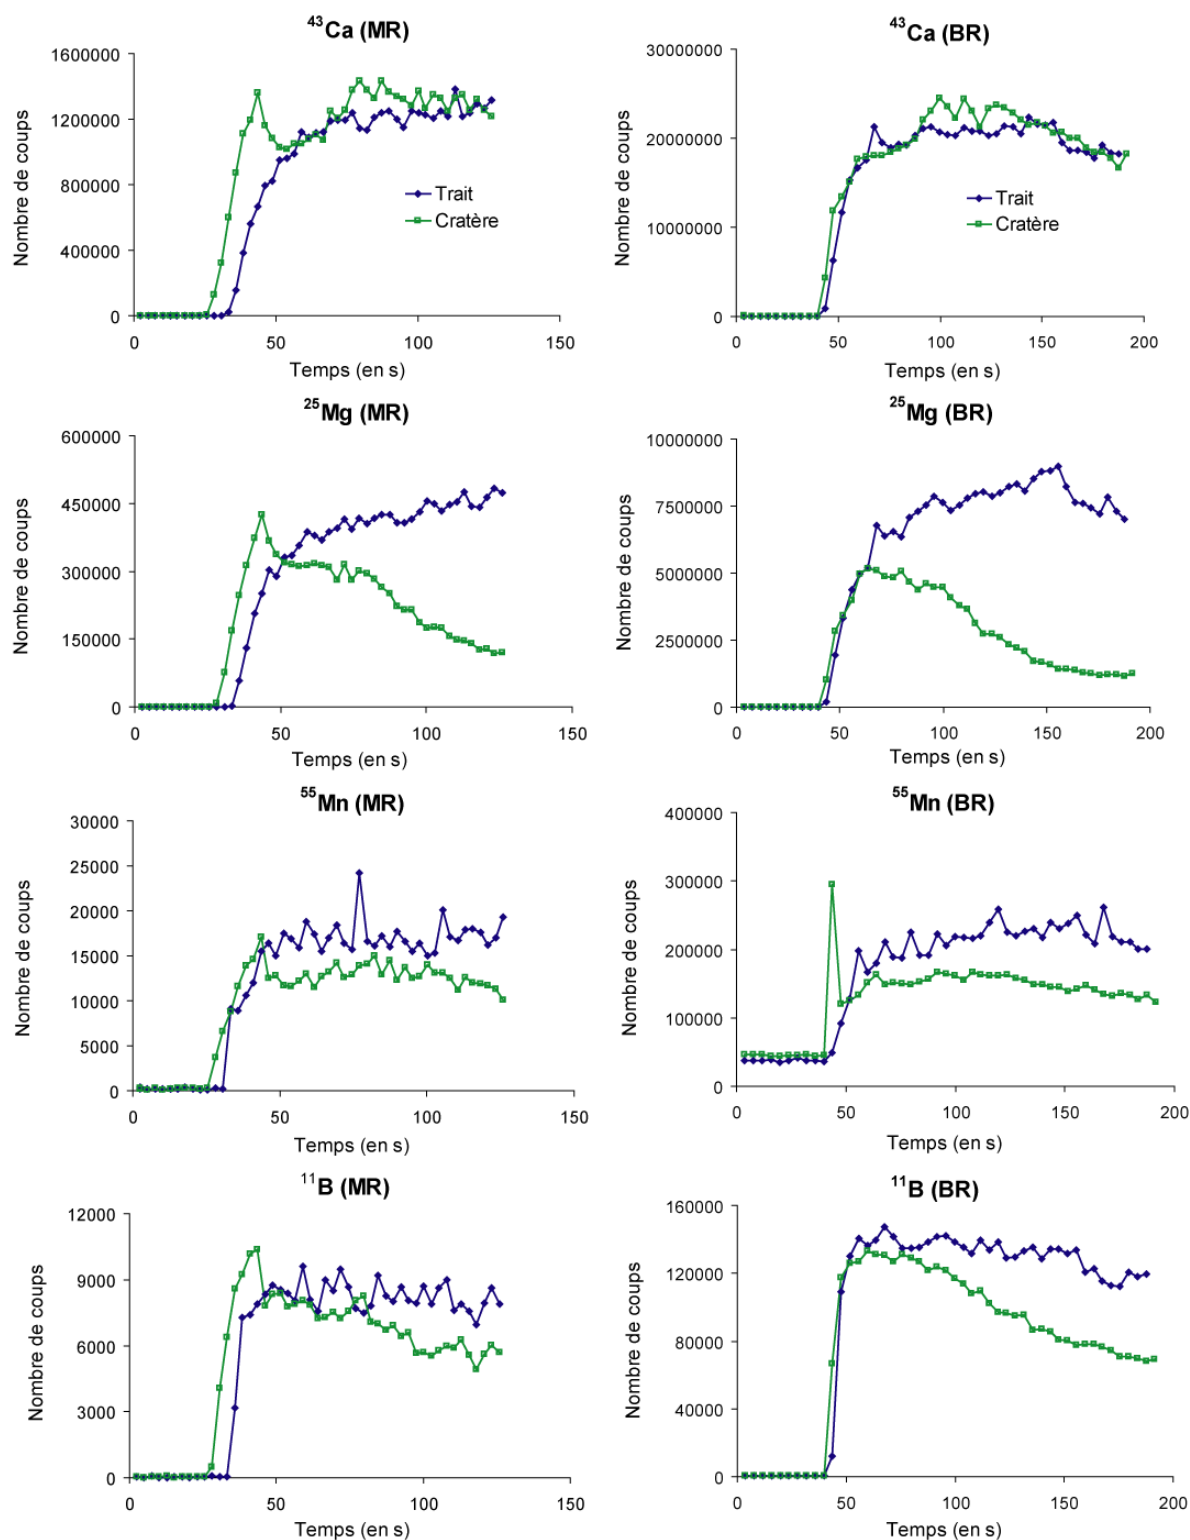 43Ca (MR)
Nombre de coups
1600000
1200000
800000
400000
0
Trait
Cratère
0 50 100 150
Temps (en s)
43Ca (BR)
Nombre de coups
30000000
20000000
10000000
0
Trait
Cratère
0 50 100 150 200
Temps (en s)
25Mg (MR)
Nombre de coups
600000
450000
300000
150000
0
0 50 100 150
Temps (en s)
25Mg (BR)
Nombre de coups
10000000
7500000
5000000
2500000
0
0 50 100 150 200
Temps (en s)
55Mn (MR)
Nombre de coups
30000
25000
20000
15000
10000
5000
0
0 50 100 150
Temps (en s)
55Mn (BR)
Nombre de coups
400000
300000
200000
100000
0
0 50 100 150 200
Temps (en s)
11B (MR)
Nombre de coups
12000
9000
6000
3000
0
0 50 100 150
Temps (en s)
11B (BR)
Nombre de coups
160000
120000
80000
40000
0
0 50 100 150 200
Temps (en s)